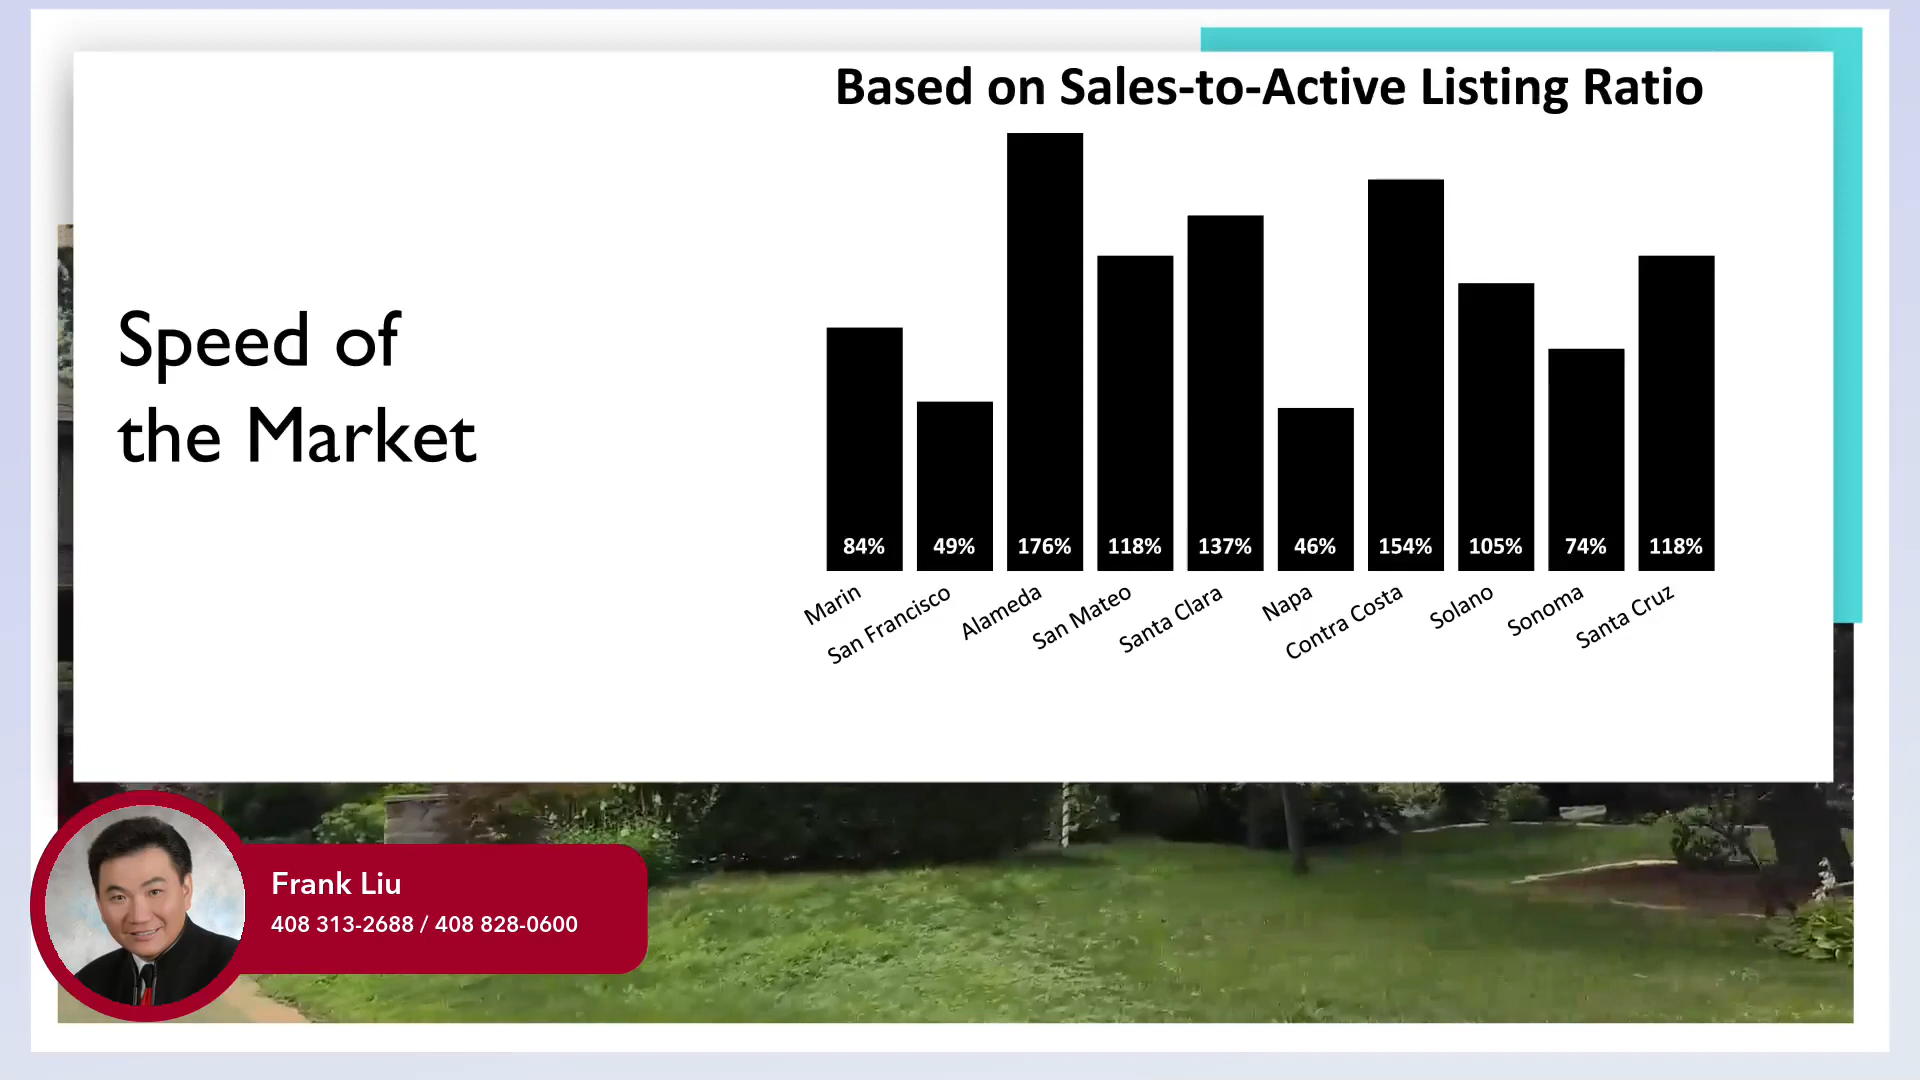 Based on Sales-to-Active Listing Ratio
Speed of
the Market
84%
49%
176%
118%
137%
46%
154%
105%
74%
118%
Marin
San Francisco
Alameda
San Mateo
Santa Clara
Napa
Contra Costa
Solano
Sonoma
Santa Cruz
Frank Liu
408 313-2688 / 408 828-0600